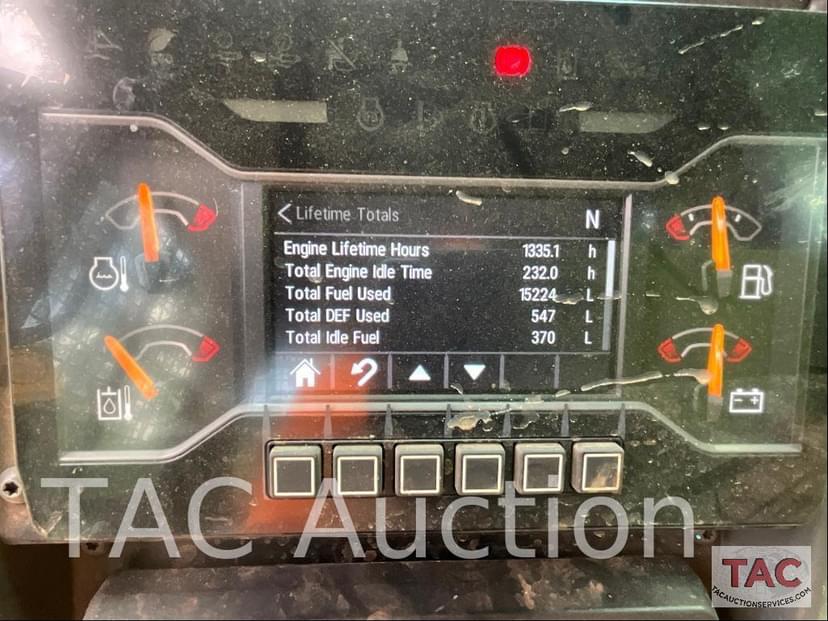 Lifetime Totals N
Engine Lifetime Hours 1335.1 h
Total Engine Idle Time 232.0 h
Total Fuel Used 15224 L
Total DEF Used 547 L
Total Idle Fuel 370 L
TAC Auction
TAC
TACAUCTIONSERVICES.COM